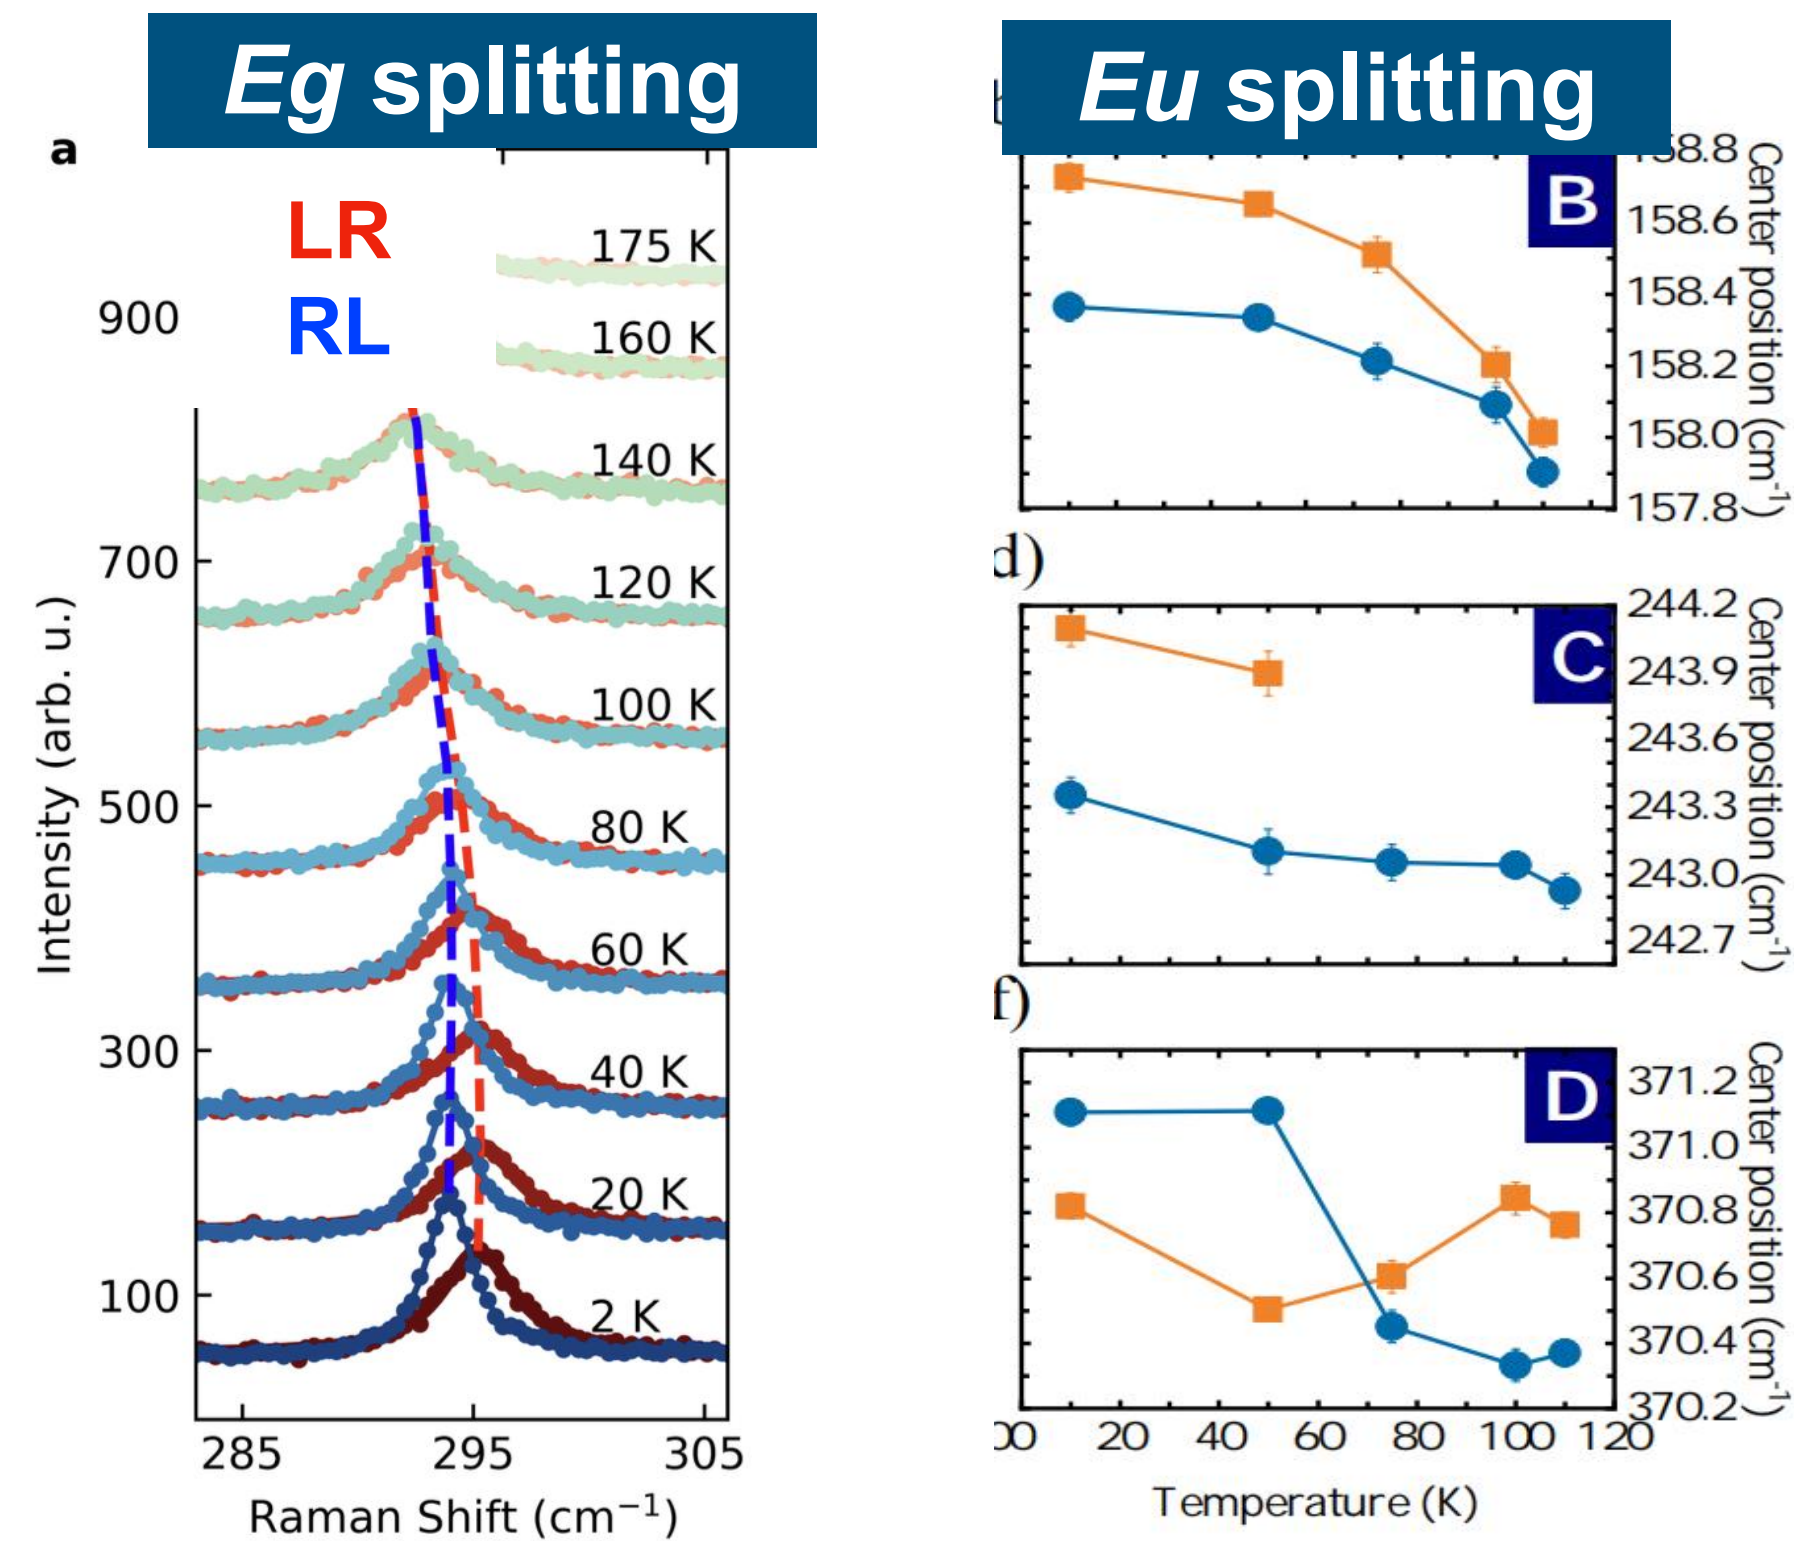 Eg splitting
a
LR
RL
175 K
900
160 K
140 K
700
120 K
100 K
500
80 K
60 K
300
40 K
20 K
100
2 K
Intensity (arb. u.)
285 295 305
Raman Shift (cm⁻¹)
Eu splitting
B
158.6
158.4
158.2
158.0
157.8
Center position (cm⁻¹)
d)
C
244.2
243.9
243.6
243.3
243.0
242.7
Center position (cm⁻¹)
f)
D
371.2
371.0
370.8
370.6
370.4
370.2
Center position (cm⁻¹)
20 40 60 80 100 120
Temperature (K)